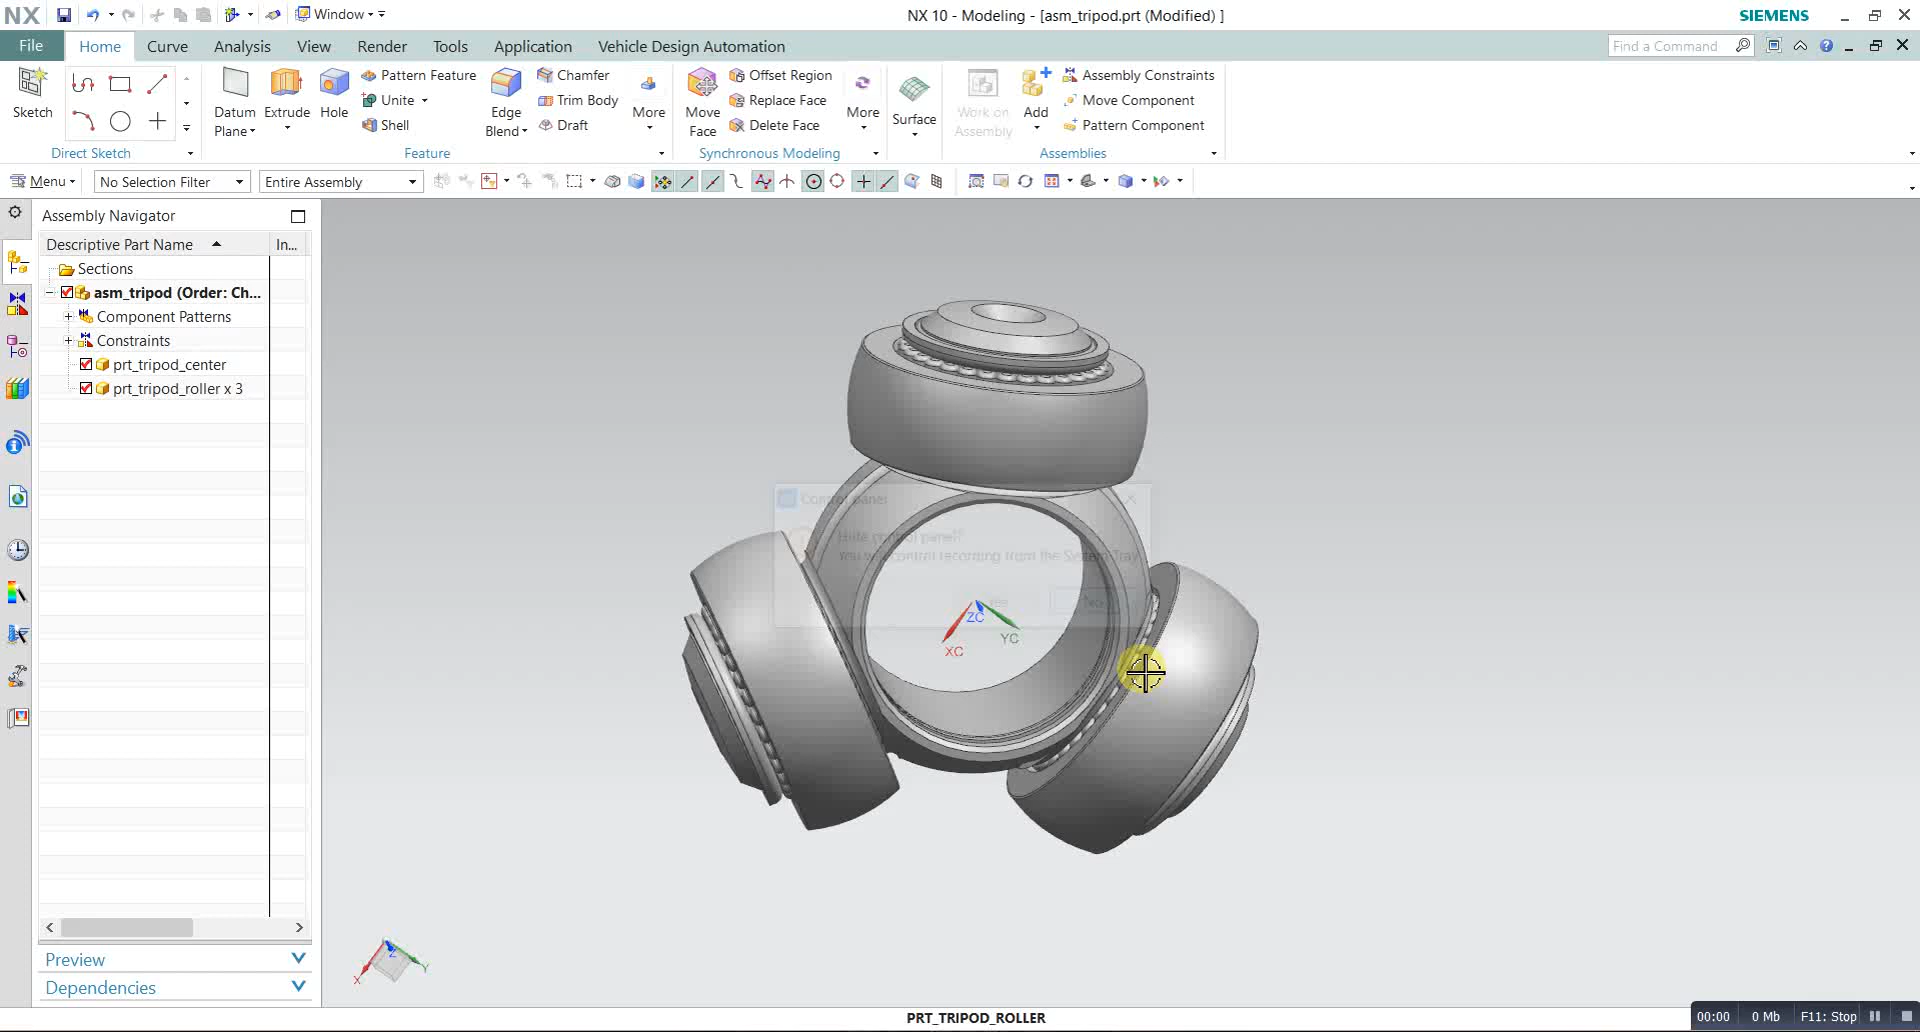 NX
Window
NX 10 - Modeling - [asm_tripod.prt (Modified) ]
SIEMENS
File
Home
Curve
Analysis
View
Render
Tools
Application
Vehicle Design Automation
Find a Command
Sketch
Datum
Plane
Extrude
Hole
Pattern Feature
Unite
Shell
Edge
Blend
Chamfer
Trim Body
Draft
More
Move
Face
Offset Region
Replace Face
Delete Face
More
Surface
Work on
Assembly
Add
Assembly Constraints
Move Component
Pattern Component
Direct Sketch
Feature
Synchronous Modeling
Assemblies
Menu
No Selection Filter
Entire Assembly
Assembly Navigator
Descriptive Part Name
In...
Sections
asm_tripod (Order: Ch...
Component Patterns
Constraints
prt_tripod_center
prt_tripod_roller x 3
Control panel
Hide control panel?
You will control recording from the System Tray
Yes
No
ZC
YC
XC
Z
Y
X
Preview
Dependencies
PRT_TRIPOD_ROLLER
00:00
0 Mb
F11: Stop